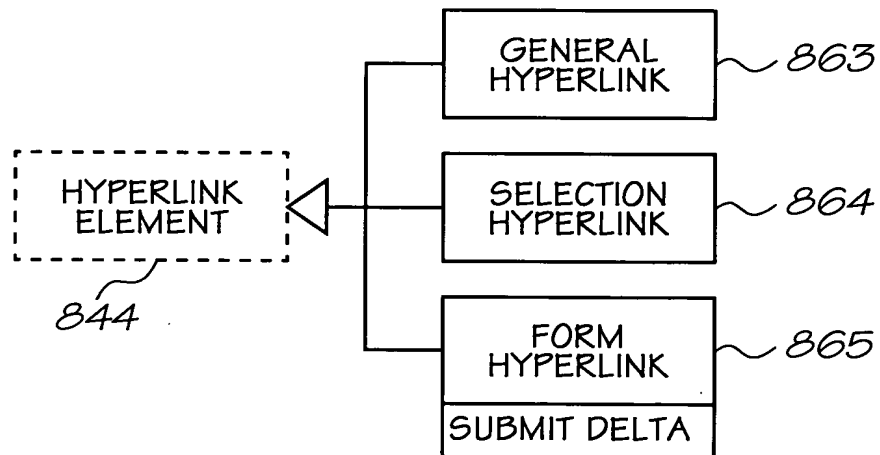 GENERAL
HYPERLINK
863
HYPERLINK
ELEMENT
844
SELECTION
HYPERLINK
864
FORM
HYPERLINK
865
SUBMIT DELTA